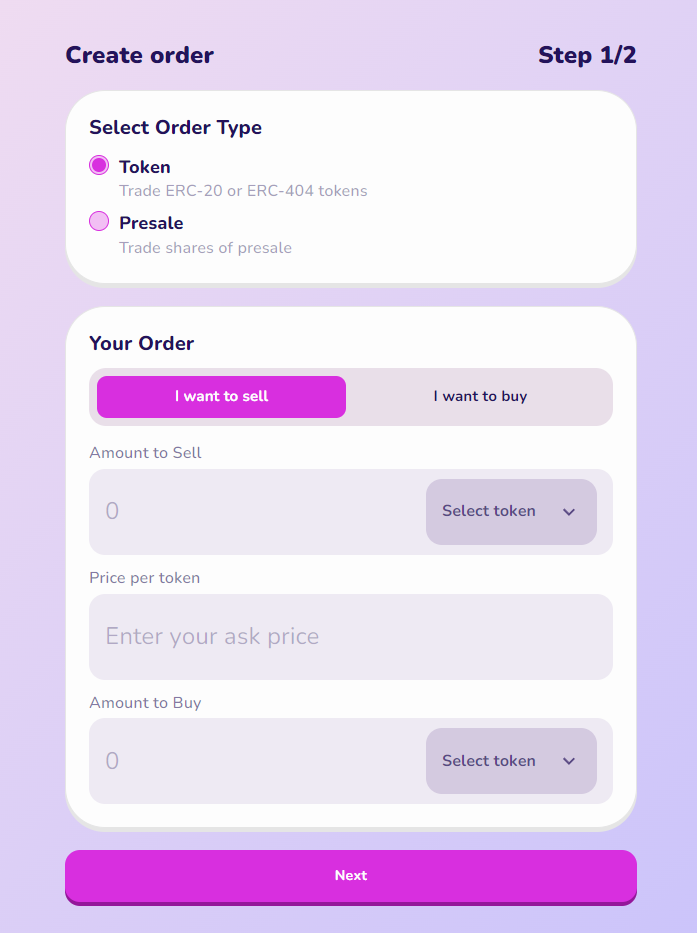 Create order
Step 1/2
Select Order Type
Token
Trade ERC-20 or ERC-404 tokens
Presale
Trade shares of presale
Your Order
I want to sell
I want to buy
Amount to Sell
0
Select token
Price per token
Enter your ask price
Amount to Buy
0
Select token
Next